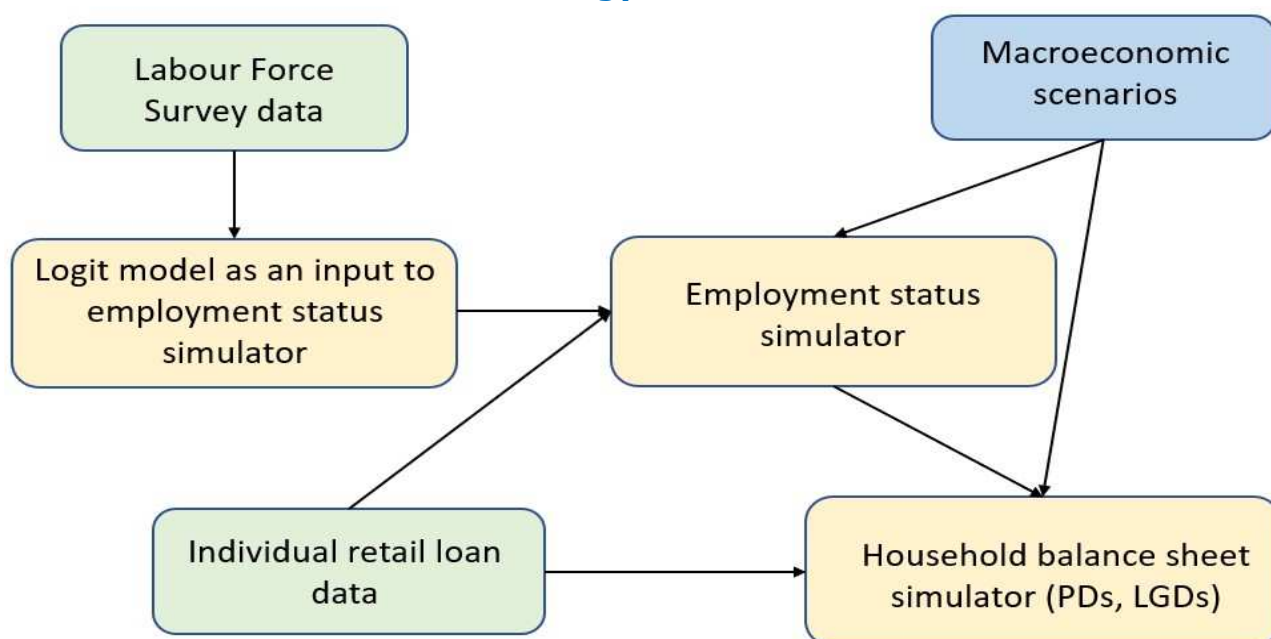 Labour Force
Survey data
Macroeconomic
scenarios
Logit model as an input to
employment status
simulator
Employment status
simulator
Individual retail loan
data
Household balance sheet
simulator (PDs, LGDs)